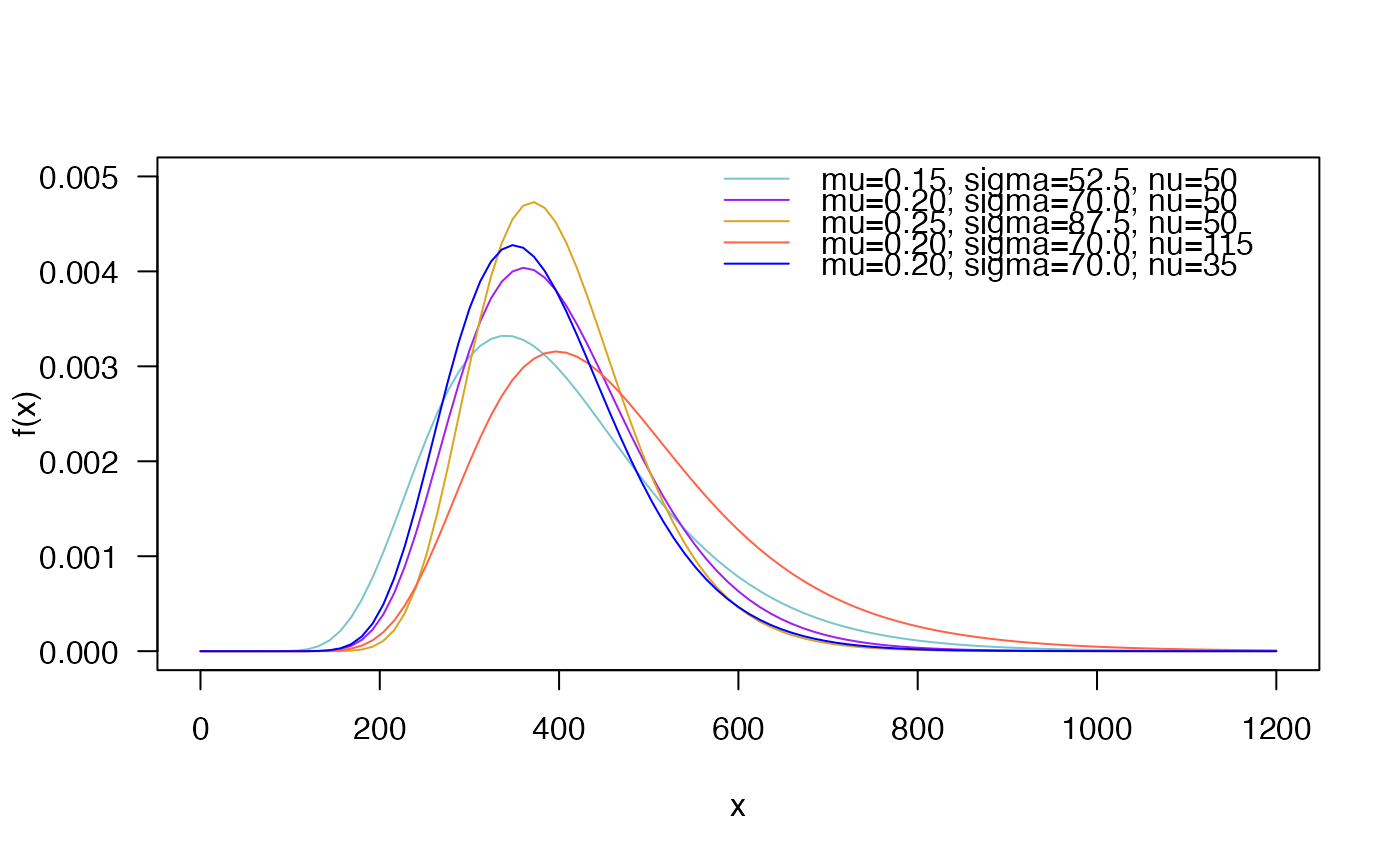 0.005
0.004
0.003
0.002
0.001
0.000
f(x)
mu=0.15, sigma=52.5, nu=50
mu=0.20, sigma=70.0, nu=50
mu=0.25, sigma=87.5, nu=50
mu=0.20, sigma=70.0, nu=115
mu=0.20, sigma=70.0, nu=35
0 200 400 600 800 1000 1200
x